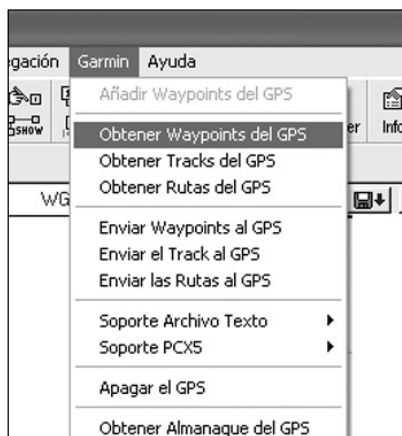 egación Garmin Ayuda
Añadir Waypoints del GPS
SHOW
Obtener Waypoints del GPS
er Info
Obtener Tracks del GPS
Obtener Rutas del GPS
WG
Enviar Waypoints al GPS
Enviar el Track al GPS
Enviar las Rutas al GPS
Soporte Archivo Texto
Soporte PCX5
Apagar el GPS
Obtener Almanaque del GPS